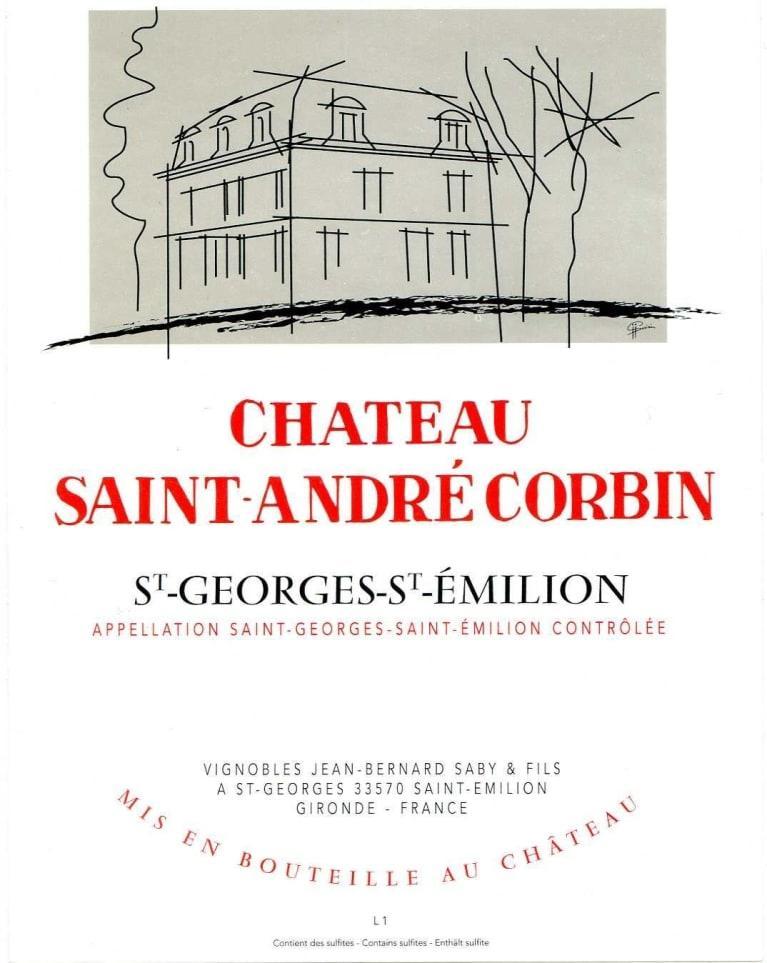 CHATEAU
SAINT-ANDRÉ CORBIN
Sᵀ-GEORGES-Sᵀ-ÉMILION
APPELLATION SAINT-GEORGES-SAINT-ÉMILION CONTRÔLÉE
VIGNOBLES JEAN-BERNARD SABY & FILS
A ST-GEORGES 33570 SAINT-EMILION
GIRONDE - FRANCE
MIS EN BOUTEILLE AU CHÂTEAU
L1
Contient des sulfites - Contains sulfites - Enthält sulfite